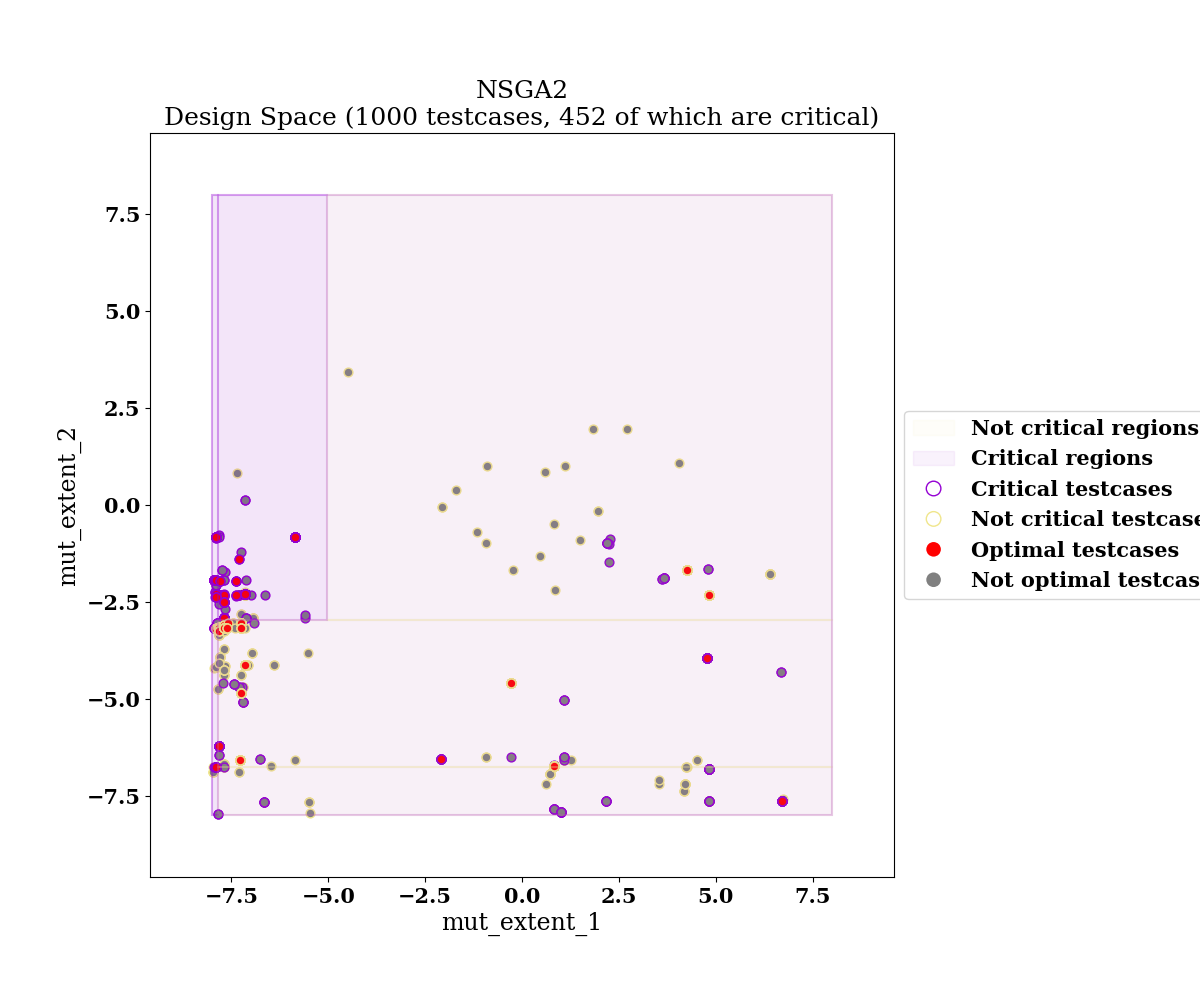 NSGA2
Design Space (1000 testcases, 452 of which are critical)
mut_extent_2
7.5
5.0
2.5
0.0
−2.5
−5.0
−7.5
−7.5
−5.0
−2.5
0.0
2.5
5.0
7.5
mut_extent_1
Not critical regions
Critical regions
Critical testcases
Not critical testcase
Optimal testcases
Not optimal testcas